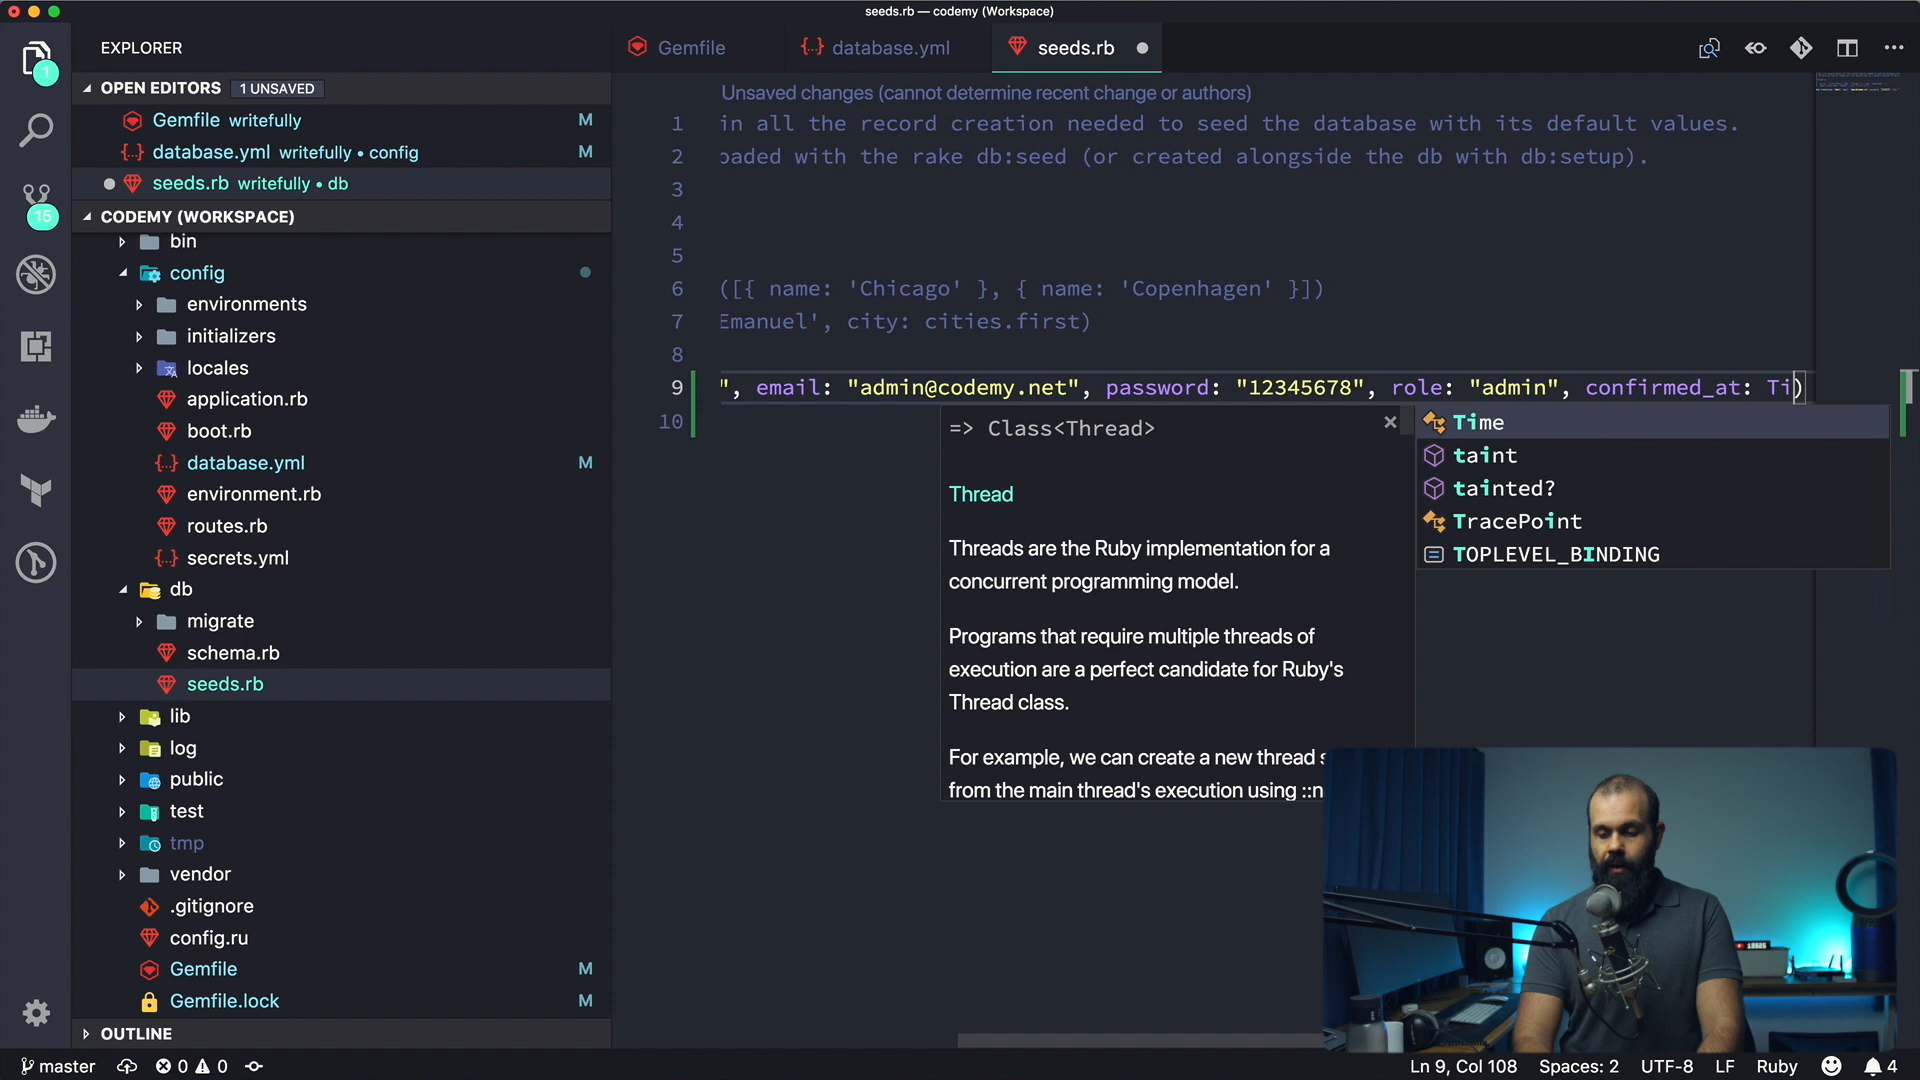 seeds.rb — codemy (Workspace)
EXPLORER
1
OPEN EDITORS 1 UNSAVED
Gemfile writefully M
database.yml writefully • config M
seeds.rb writefully • db
15
CODEMY (WORKSPACE)
bin
config
environments
initializers
locales
application.rb
boot.rb
database.yml M
environment.rb
routes.rb
secrets.yml
db
migrate
schema.rb
seeds.rb
lib
log
public
test
tmp
vendor
.gitignore
config.ru
Gemfile M
Gemfile.lock M
OUTLINE
Gemfile
database.yml
seeds.rb
Unsaved changes (cannot determine recent change or authors)
1 in all the record creation needed to seed the database with its default values.
2 oaded with the rake db:seed (or created alongside the db with db:setup).
3
4
5
6 ([{ name: 'Chicago' }, { name: 'Copenhagen' }])
7 Emanuel', city: cities.first)
8
9 ", email: "admin@codemy.net", password: "12345678", role: "admin", confirmed_at: Ti)
10
=> Class<Thread>
Thread
Threads are the Ruby implementation for a
concurrent programming model.
Programs that require multiple threads of
execution are a perfect candidate for Ruby's
Thread class.
For example, we can create a new thread s
from the main thread's execution using ::n
Time
taint
tainted?
TracePoint
TOPLEVEL_BINDING
master
0 0
Ln 9, Col 108 Spaces: 2 UTF-8 LF Ruby 4